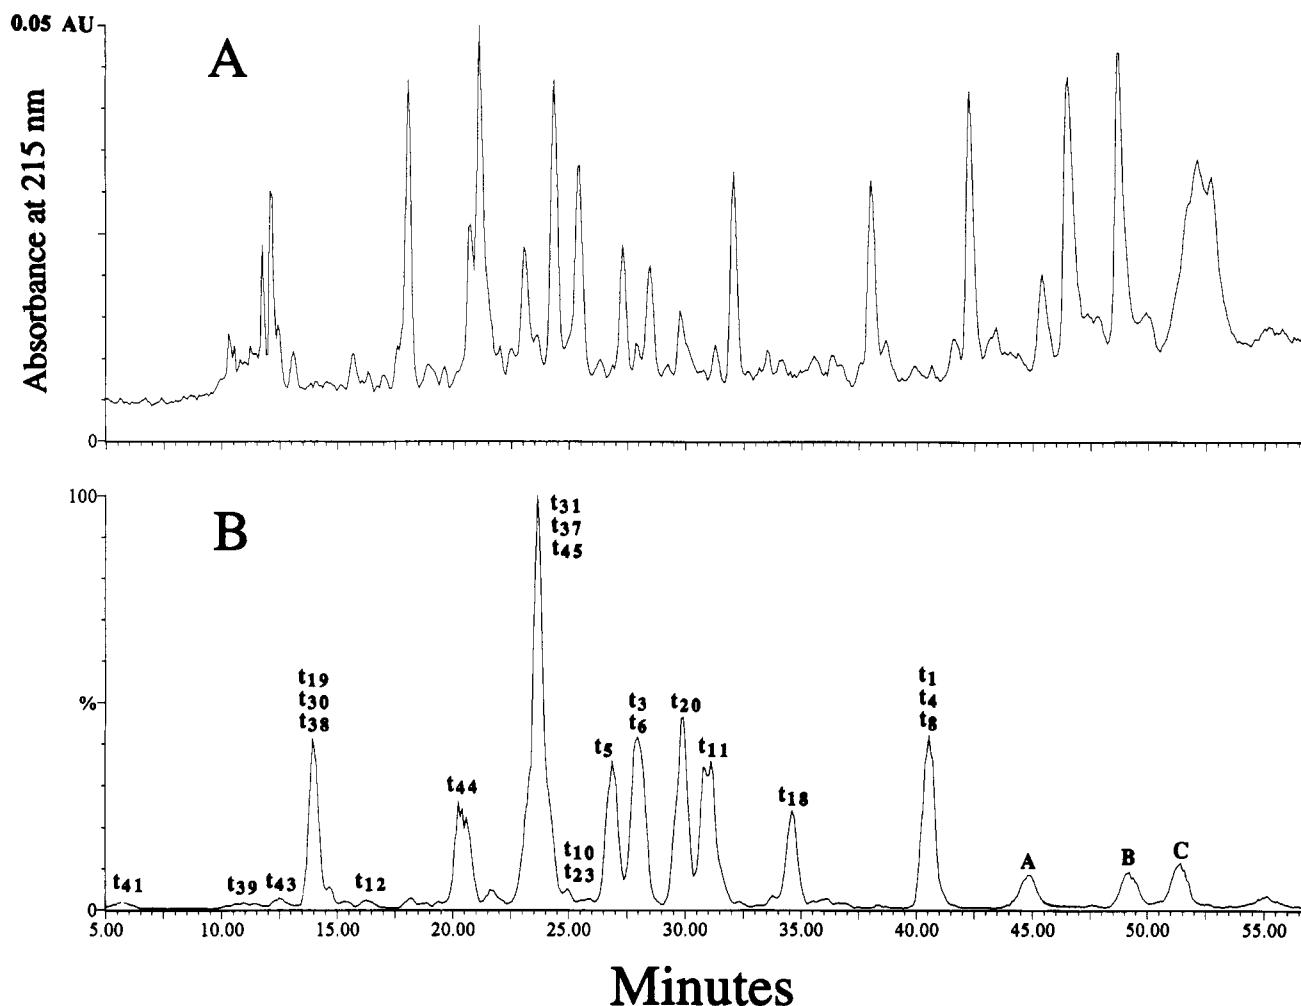 0.05 AU
A
Absorbance at 215 nm
0
100
B
%
0
t31
t37
t45
t19
t30
t38
t1
t4
t8
t3
t6
t20
t5
t11
t44
t18
t10
t23
t41
t39
t43
t12
A
B
C
5.00 10.00 15.00 20.00 25.00 30.00 35.00 40.00 45.00 50.00 55.00
Minutes